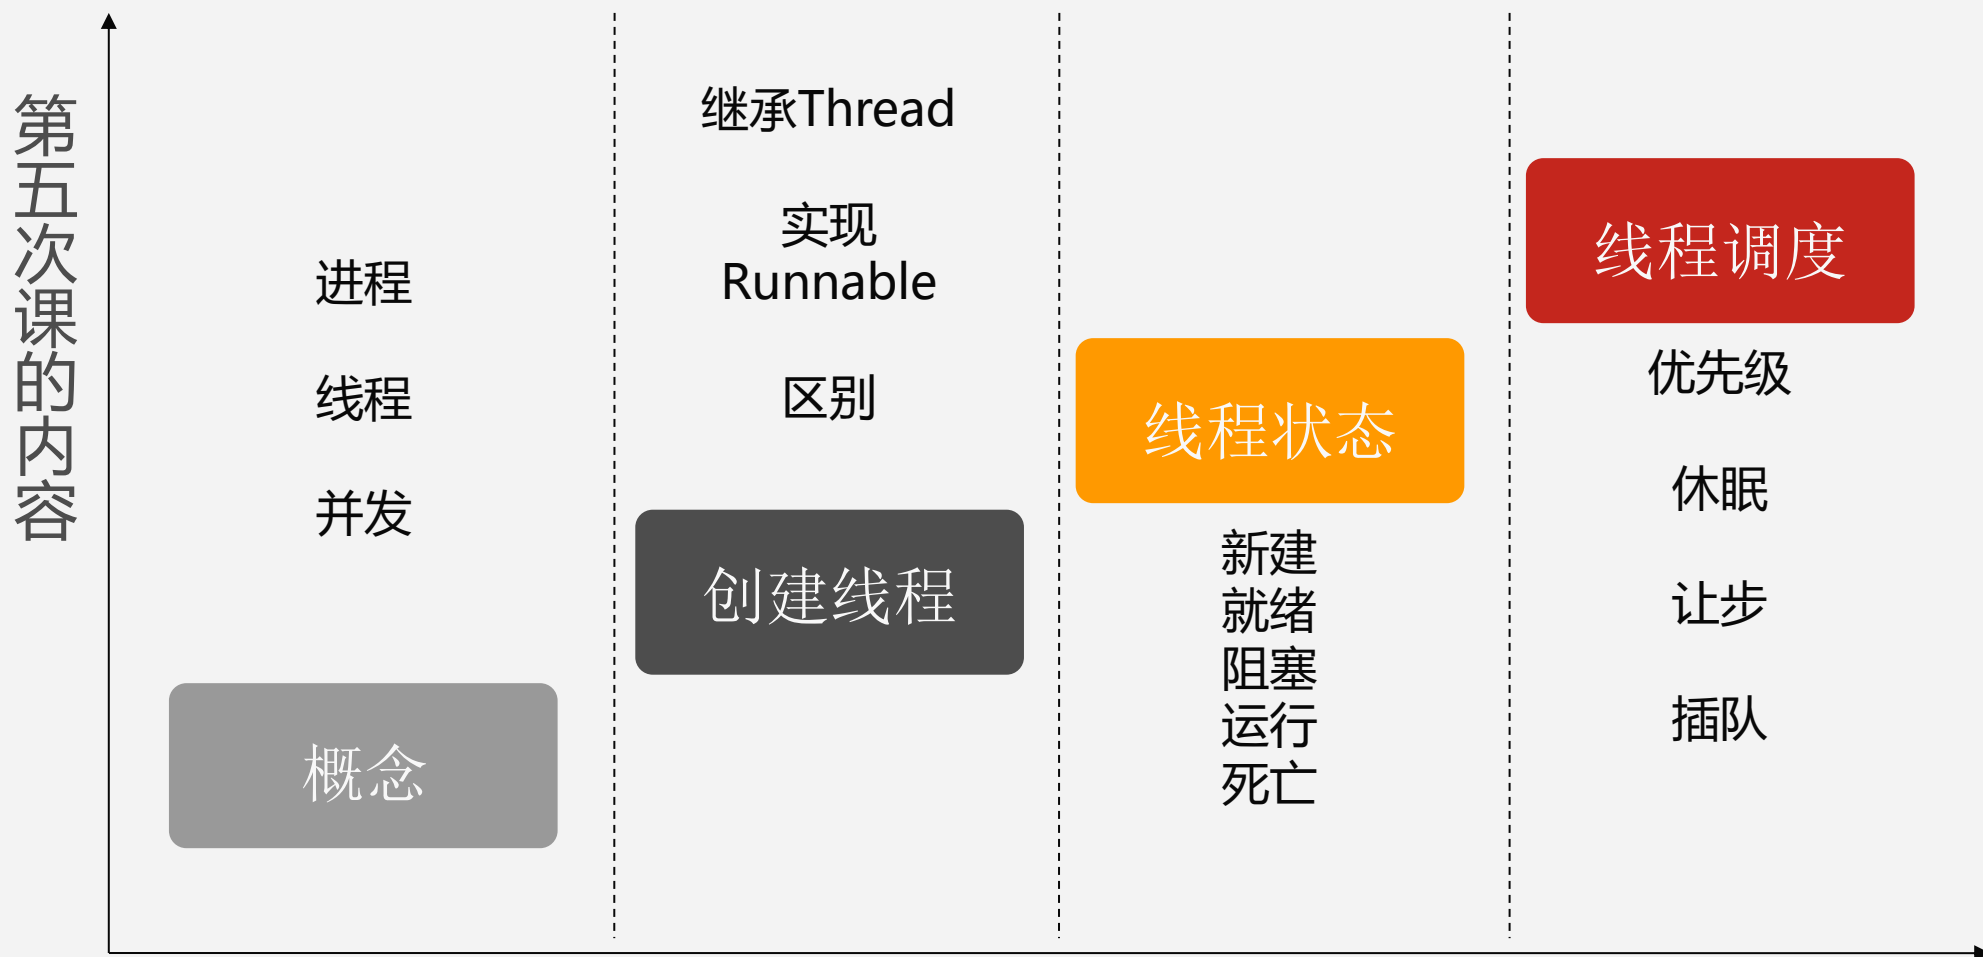 第五次课的内容
进程
线程
并发
概念
继承Thread
实现
Runnable
区别
创建线程
线程状态
新建
就绪
阻塞
运行
死亡
线程调度
优先级
休眠
让步
插队